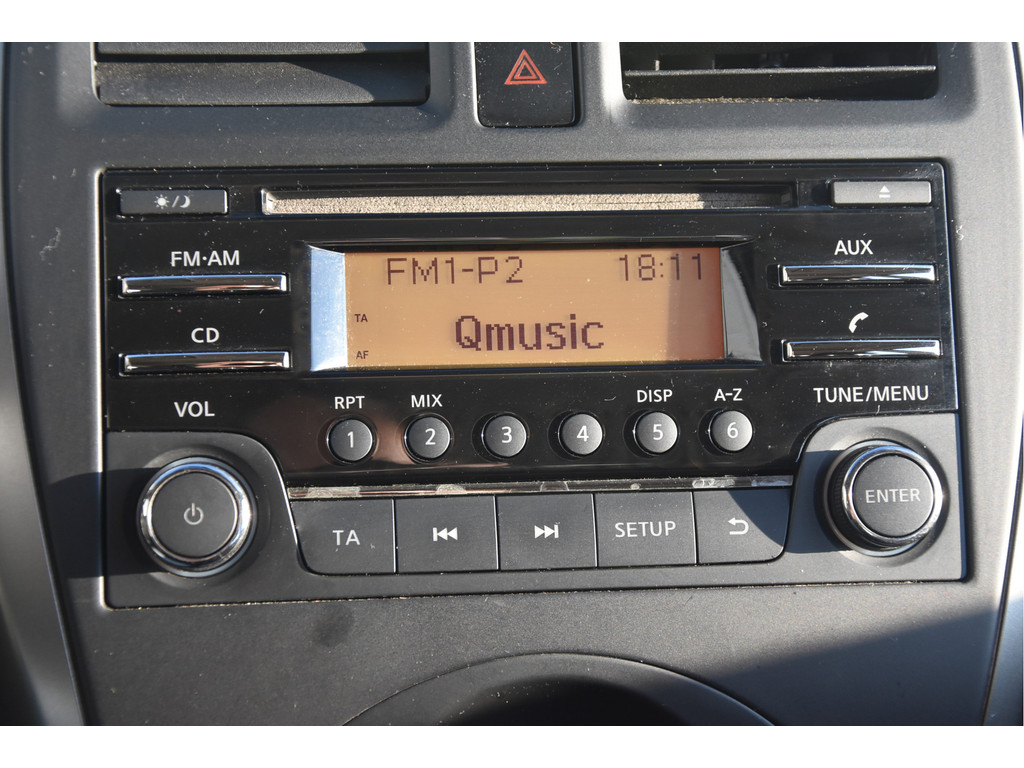 FM·AM
AUX
FM1-P2 18:11
TA
CD
Qmusic
AF
VOL
RPT MIX DISP A-Z
TUNE/MENU
1 2 3 4 5 6
ENTER
TA
SETUP